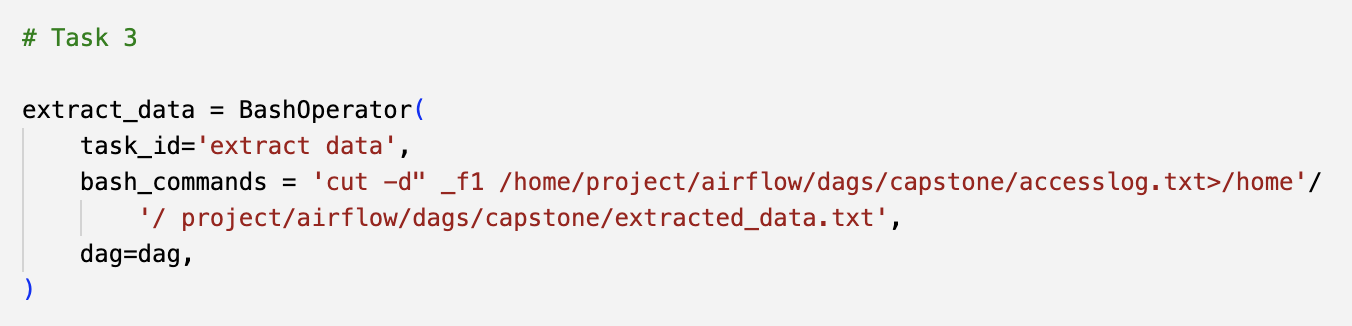 # Task 3
extract_data = BashOperator(
task_id='extract data',
bash_commands = 'cut -d" _f1 /home/project/airflow/dags/capstone/accesslog.txt>/home'/
'/ project/airflow/dags/capstone/extracted_data.txt',
dag=dag,
)